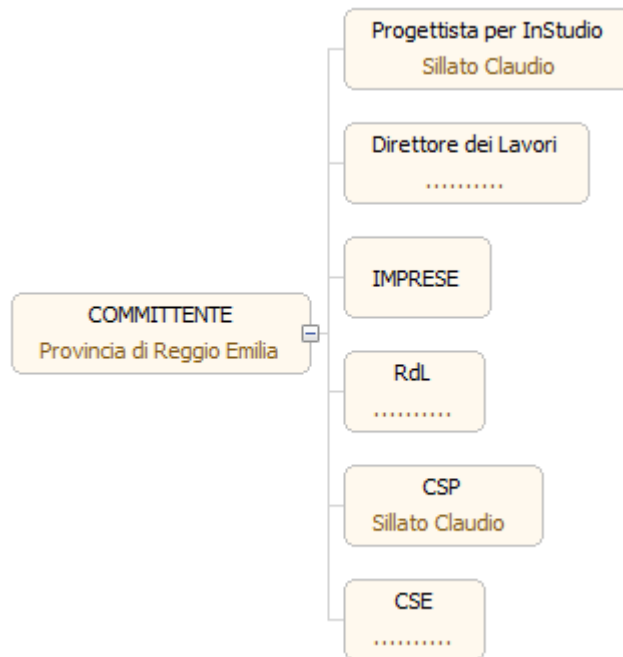 Progettista per InStudio
Sillato Claudio
Direttore dei Lavori
..........
IMPRESE
COMMITTENTE
Provincia di Reggio Emilia
RdL
..........
CSP
Sillato Claudio
CSE
..........